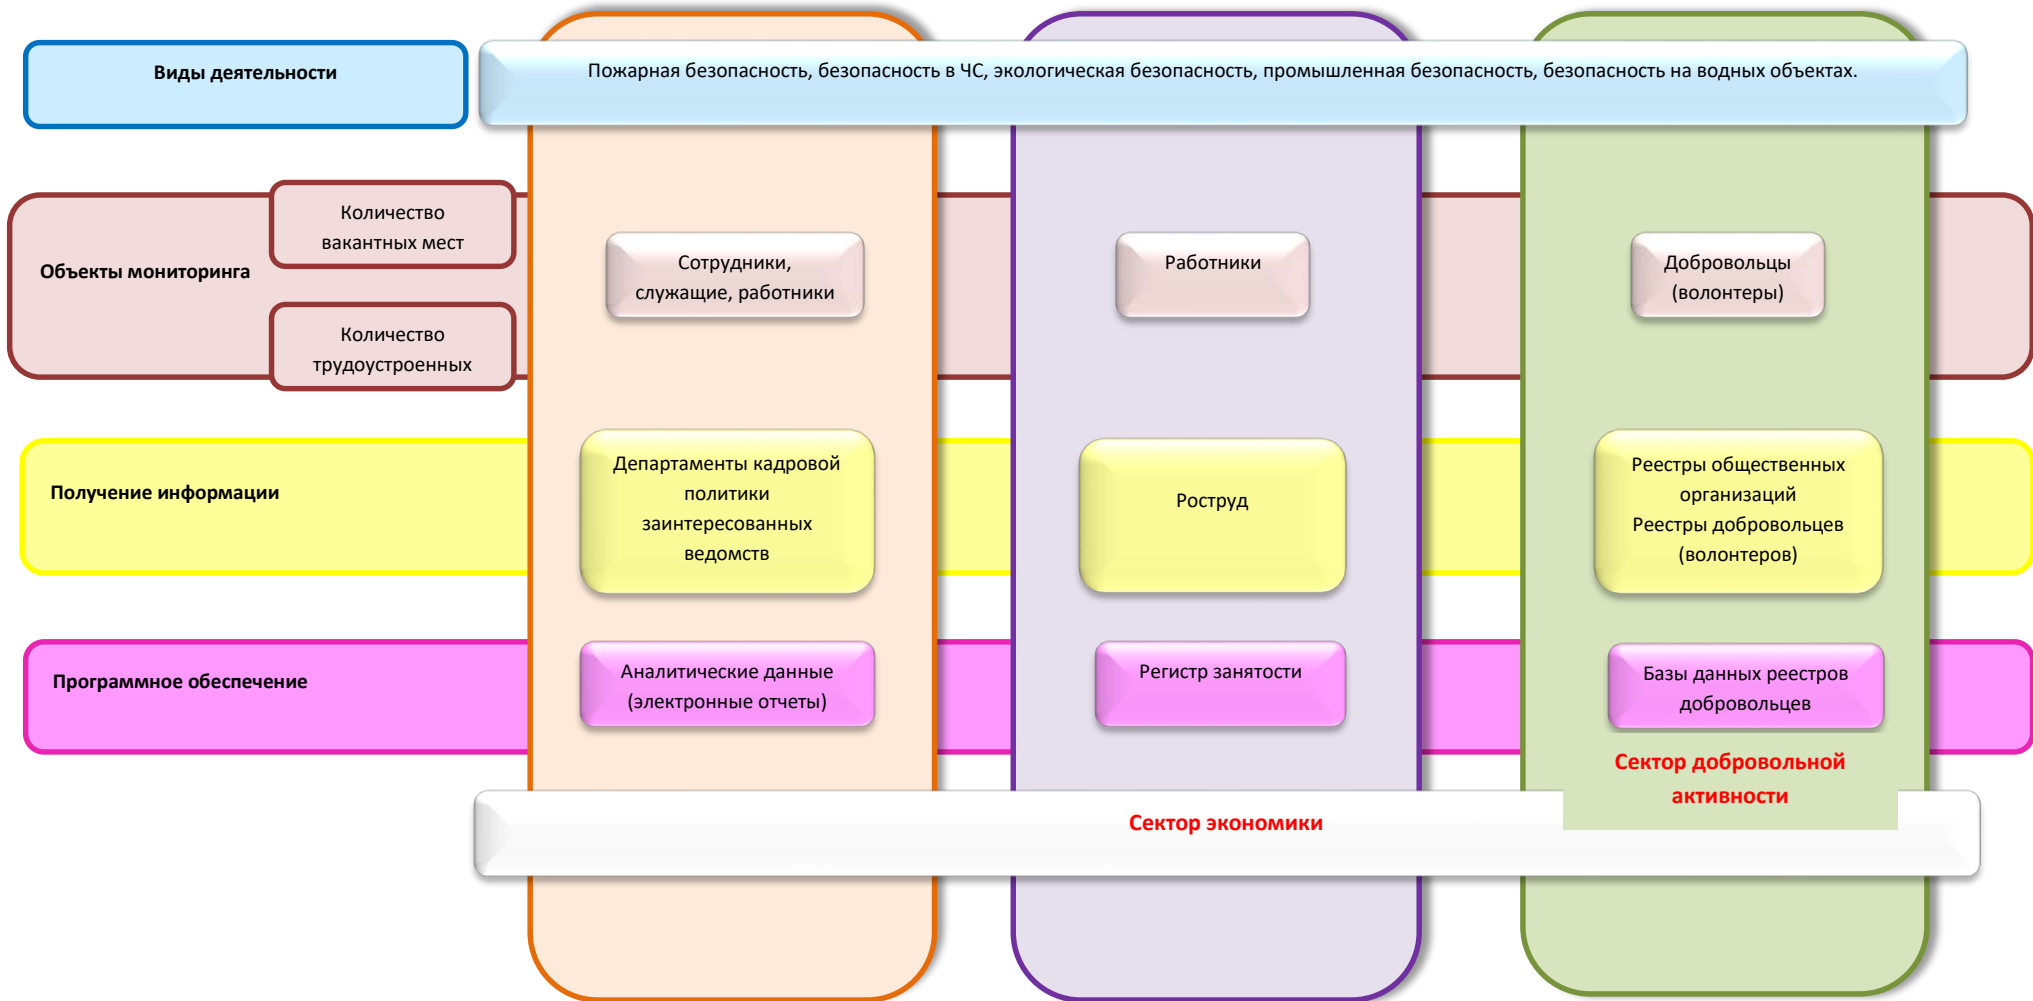 Виды деятельности
Пожарная безопасность, безопасность в ЧС, экологическая безопасность, промышленная безопасность, безопасность на водных объектах.
Объекты мониторинга
Количество
вакантных мест
Количество
трудоустроенных
Сотрудники,
служащие, работники
Работники
Добровольцы
(волонтеры)
Получение информации
Департаменты кадровой
политики
заинтересованных
ведомств
Роструд
Реестры общественных
организаций
Реестры добровольцев
(волонтеров)
Программное обеспечение
Аналитические данные
(электронные отчеты)
Регистр занятости
Базы данных реестров
добровольцев
Сектор добровольной
активности
Сектор экономики